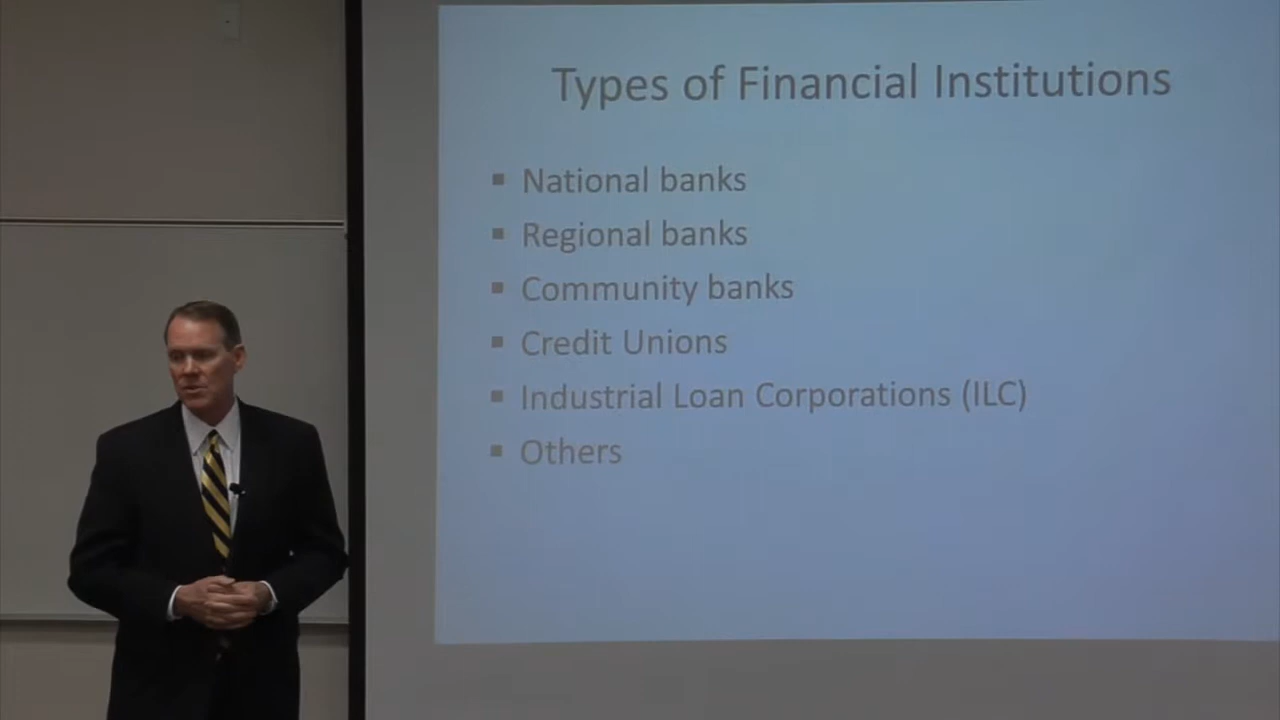 Types of Financial Institutions
▪ National banks
▪ Regional banks
▪ Community banks
▪ Credit Unions
▪ Industrial Loan Corporations (ILC)
▪ Others